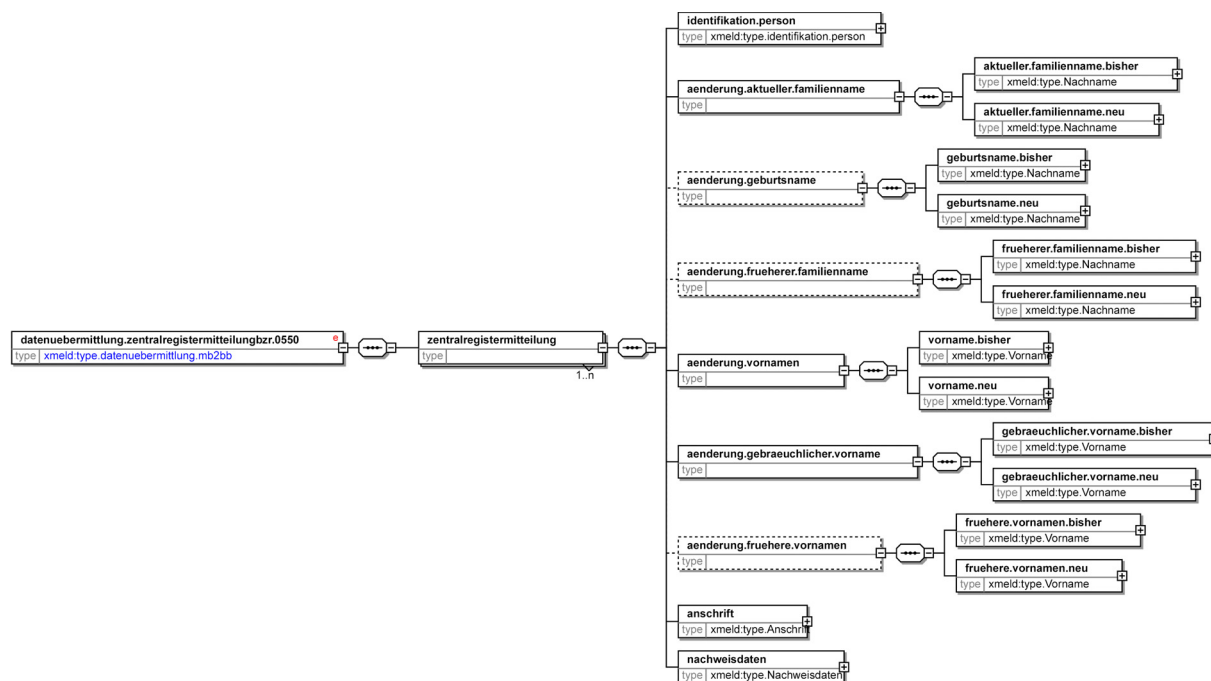 identifikation.person
type xmeld:type.identifikation.person
aktueller.familienname.bisher
type xmeld:type.Nachname
aenderung.aktueller.familienname
type
aktueller.familienname.neu
type xmeld:type.Nachname
geburtsname.bisher
type xmeld:type.Nachname
aenderung.geburtsname
type
geburtsname.neu
type xmeld:type.Nachname
frueherer.familienname.bisher
type xmeld:type.Nachname
aenderung.frueherer.familienname
type
frueherer.familienname.neu
type xmeld:type.Nachname
datenuebermittlung.zentralregistermitteilungbzr.0550 e
type xmeld:type.datenuebermittlung.mb2bb
zentralregistermitteilung
type
1..n
vorname.bisher
type xmeld:type.Vorname
aenderung.vornamen
type
vorname.neu
type xmeld:type.Vorname
gebraeuchlicher.vorname.bisher
type xmeld:type.Vorname
aenderung.gebraeuchlicher.vorname
type
gebraeuchlicher.vorname.neu
type xmeld:type.Vorname
fruehere.vornamen.bisher
type xmeld:type.Vorname
aenderung.fruehere.vornamen
type
fruehere.vornamen.neu
type xmeld:type.Vorname
anschrift
type xmeld:type.Anschrift
nachweisdaten
type xmeld:type.Nachweisdaten